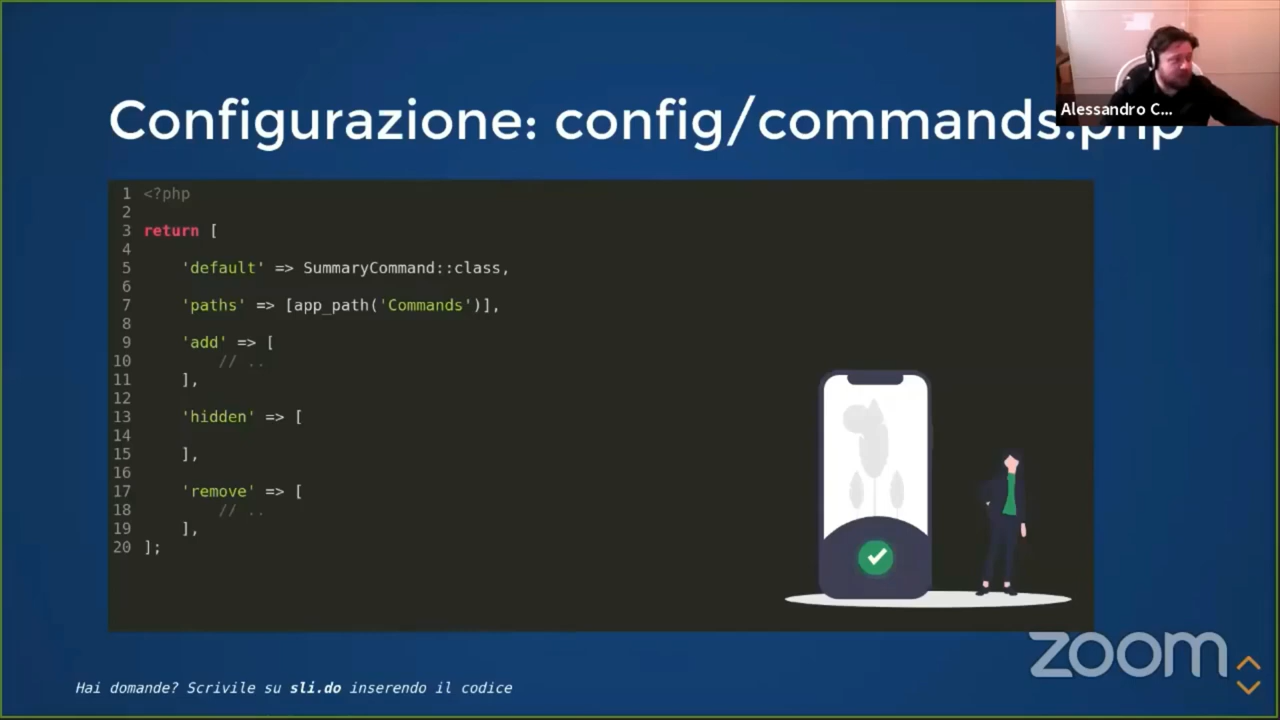 Configurazione: config/commands.php
Alessandro C...
1 <?php
2
3 return [
4
5     'default' => SummaryCommand::class,
6
7     'paths' => [app_path('Commands')],
8
9     'add' => [
10         // ..
11     ],
12
13     'hidden' => [
14
15     ],
16
17     'remove' => [
18         // ..
19     ],
20 ];
zoom
Hai domande? Scrivile su sli.do inserendo il codice